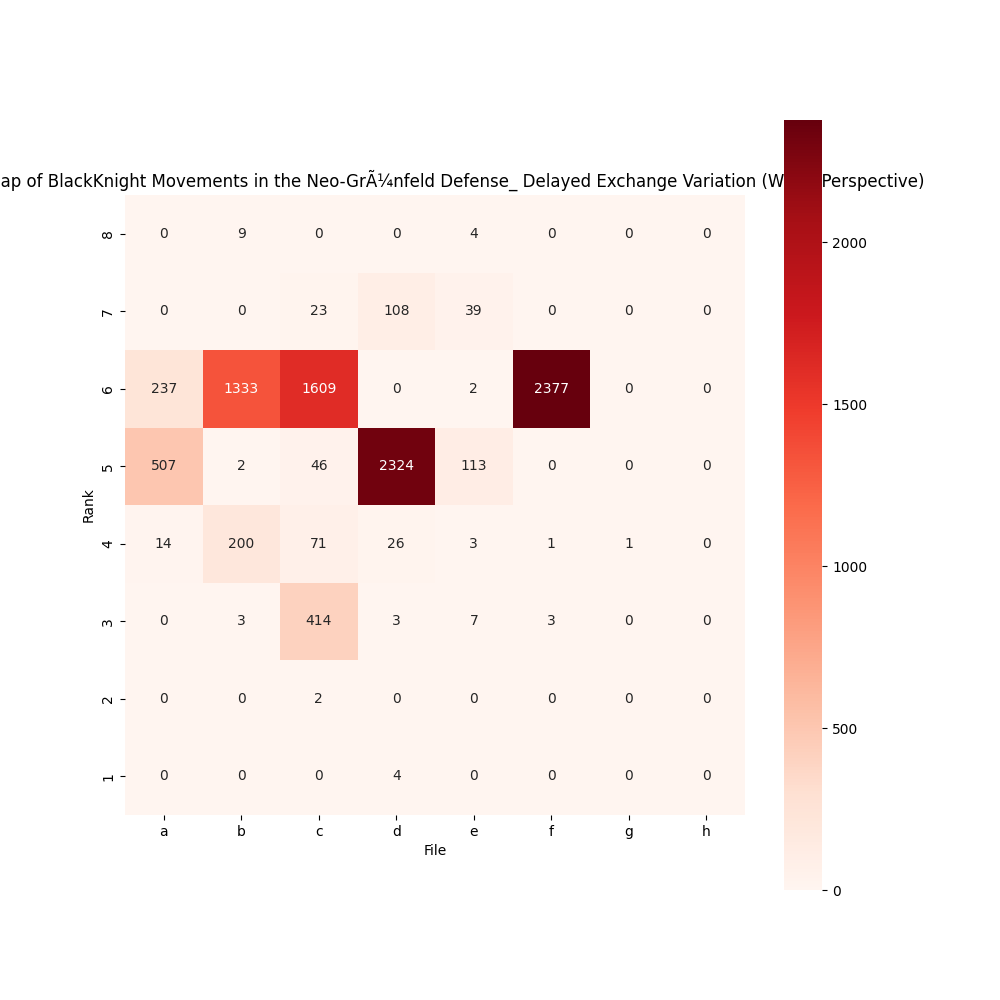 ap of BlackKnight Movements in the Neo-GrÃ¼nfeld Defense_ Delayed Exchange Variation (W Perspective)
8 0 9 0 0 4 0 0 0
7 0 0 23 108 39 0 0 0
6 237 1333 1609 0 2 2377 0 0
5 507 2 46 2324 113 0 0 0
4 14 200 71 26 3 1 1 0
3 0 3 414 3 7 3 0 0
2 0 0 2 0 0 0 0 0
1 0 0 0 4 0 0 0 0
a b c d e f g h
Rank
File
2000
1500
1000
500
0